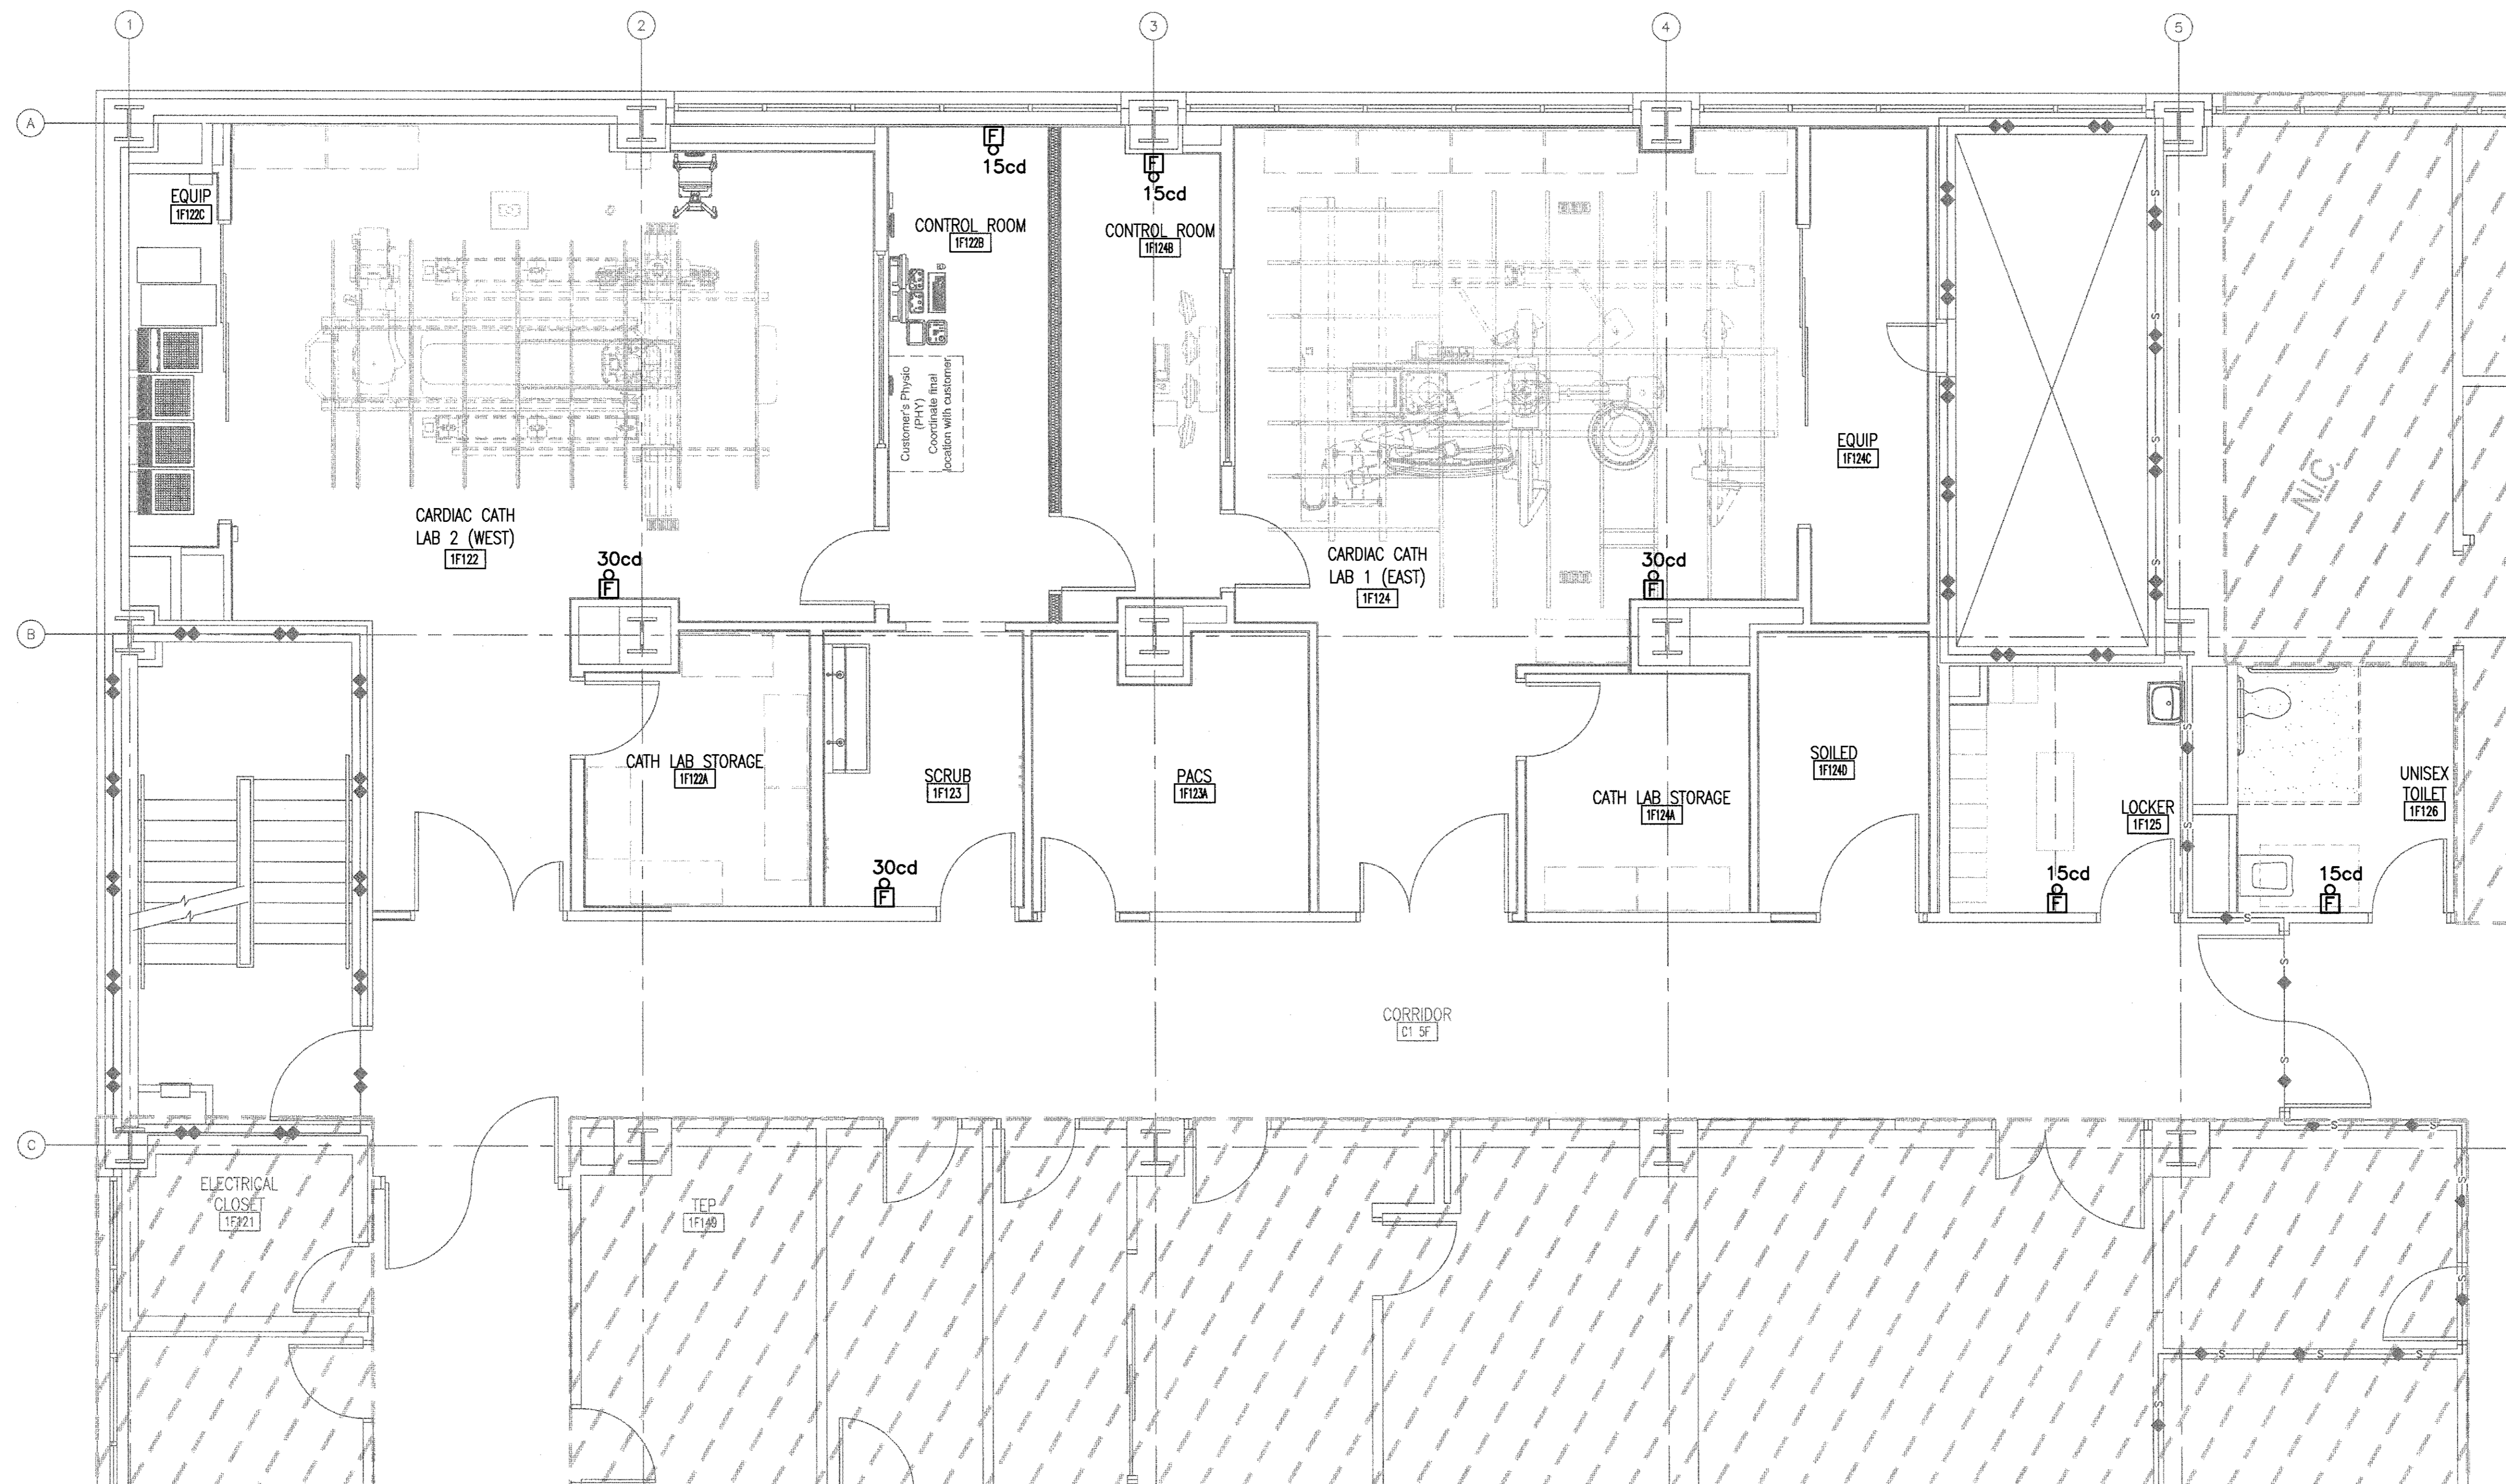 1
2
3
4
5
A
F
15cd
F
15cd
EQUIP
1F122C
CONTROL ROOM
1F122B
CONTROL ROOM
1F124B
Customer's Physio
(PHY)
Coordinate final
location with customer
EQUIP
1F124C
N.I.C.
CARDIAC CATH
LAB 2 (WEST)
1F122
CARDIAC CATH
LAB 1 (EAST)
1F124
30cd
F
30cd
F
B
CATH LAB STORAGE
1F122A
SCRUB
1F123
PACS
1F123A
CATH LAB STORAGE
1F124A
SOILED
1F124D
LOCKER
1F125
UNISEX
TOILET
1F126
30cd
F
15cd
F
15cd
F
S
S
S
S
S
S
S
S
S
CORRIDOR
C1 5F
C
S
S
S
S
S
S
S
S
S
ELECTRICAL
CLOSET
1F121
TEP
1F149